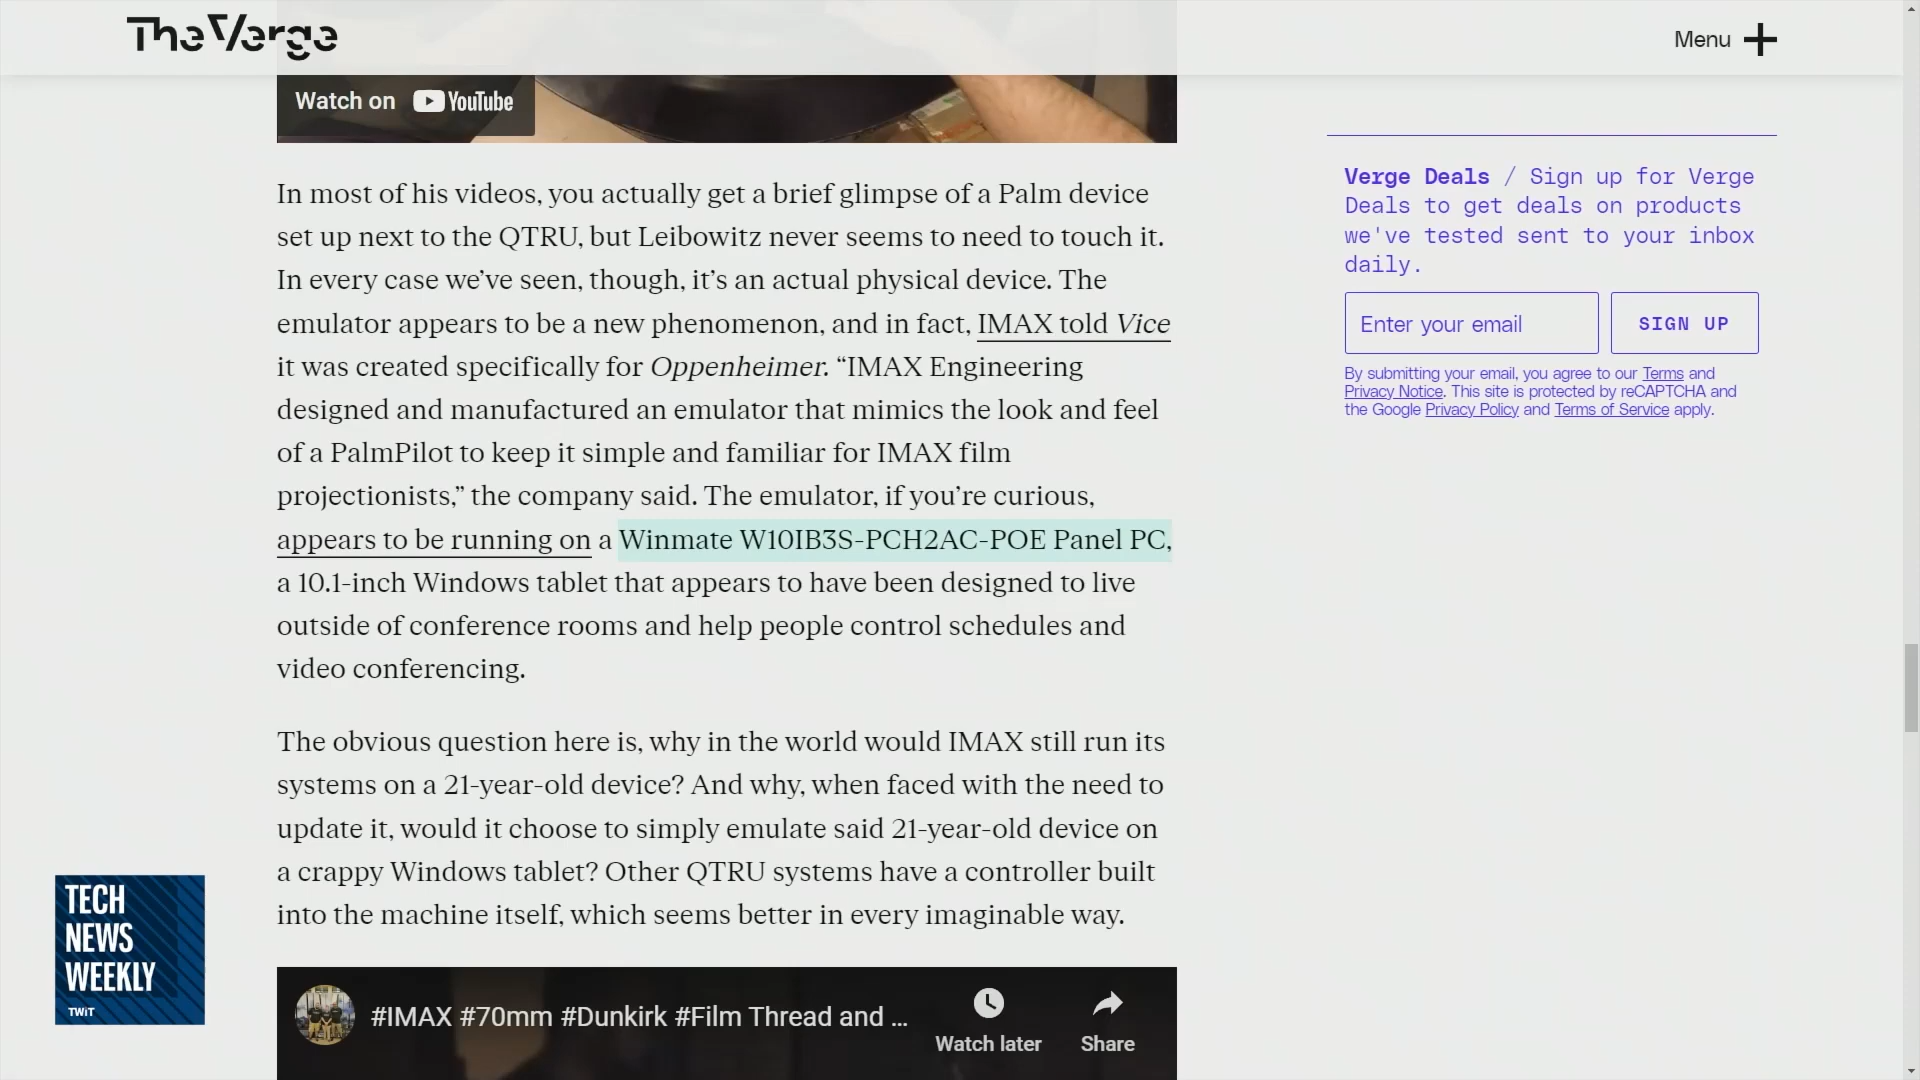 The Verge
Menu
Watch on YouTube
In most of his videos, you actually get a brief glimpse of a Palm device
set up next to the QTRU, but Leibowitz never seems to need to touch it.
In every case we’ve seen, though, it’s an actual physical device. The
emulator appears to be a new phenomenon, and in fact, IMAX told Vice
it was created specifically for Oppenheimer. “IMAX Engineering
designed and manufactured an emulator that mimics the look and feel
of a PalmPilot to keep it simple and familiar for IMAX film
projectionists,” the company said. The emulator, if you’re curious,
appears to be running on a Winmate W10IB3S-PCH2AC-POE Panel PC,
a 10.1-inch Windows tablet that appears to have been designed to live
outside of conference rooms and help people control schedules and
video conferencing.
The obvious question here is, why in the world would IMAX still run its
systems on a 21-year-old device? And why, when faced with the need to
update it, would it choose to simply emulate said 21-year-old device on
a crappy Windows tablet? Other QTRU systems have a controller built
into the machine itself, which seems better in every imaginable way.
#IMAX #70mm #Dunkirk #Film Thread and ...
Watch later
Share
Verge Deals / Sign up for Verge
Deals to get deals on products
we've tested sent to your inbox
daily.
Enter your email
SIGN UP
By submitting your email, you agree to our Terms and
Privacy Notice. This site is protected by reCAPTCHA and
the Google Privacy Policy and Terms of Service apply.
TECH
NEWS
WEEKLY
TWiT